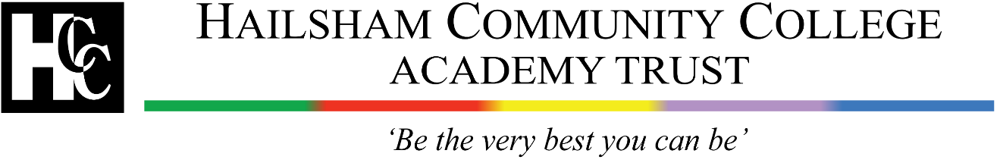 HCC
HAILSHAM COMMUNITY COLLEGE
ACADEMY TRUST
‘Be the very best you can be’